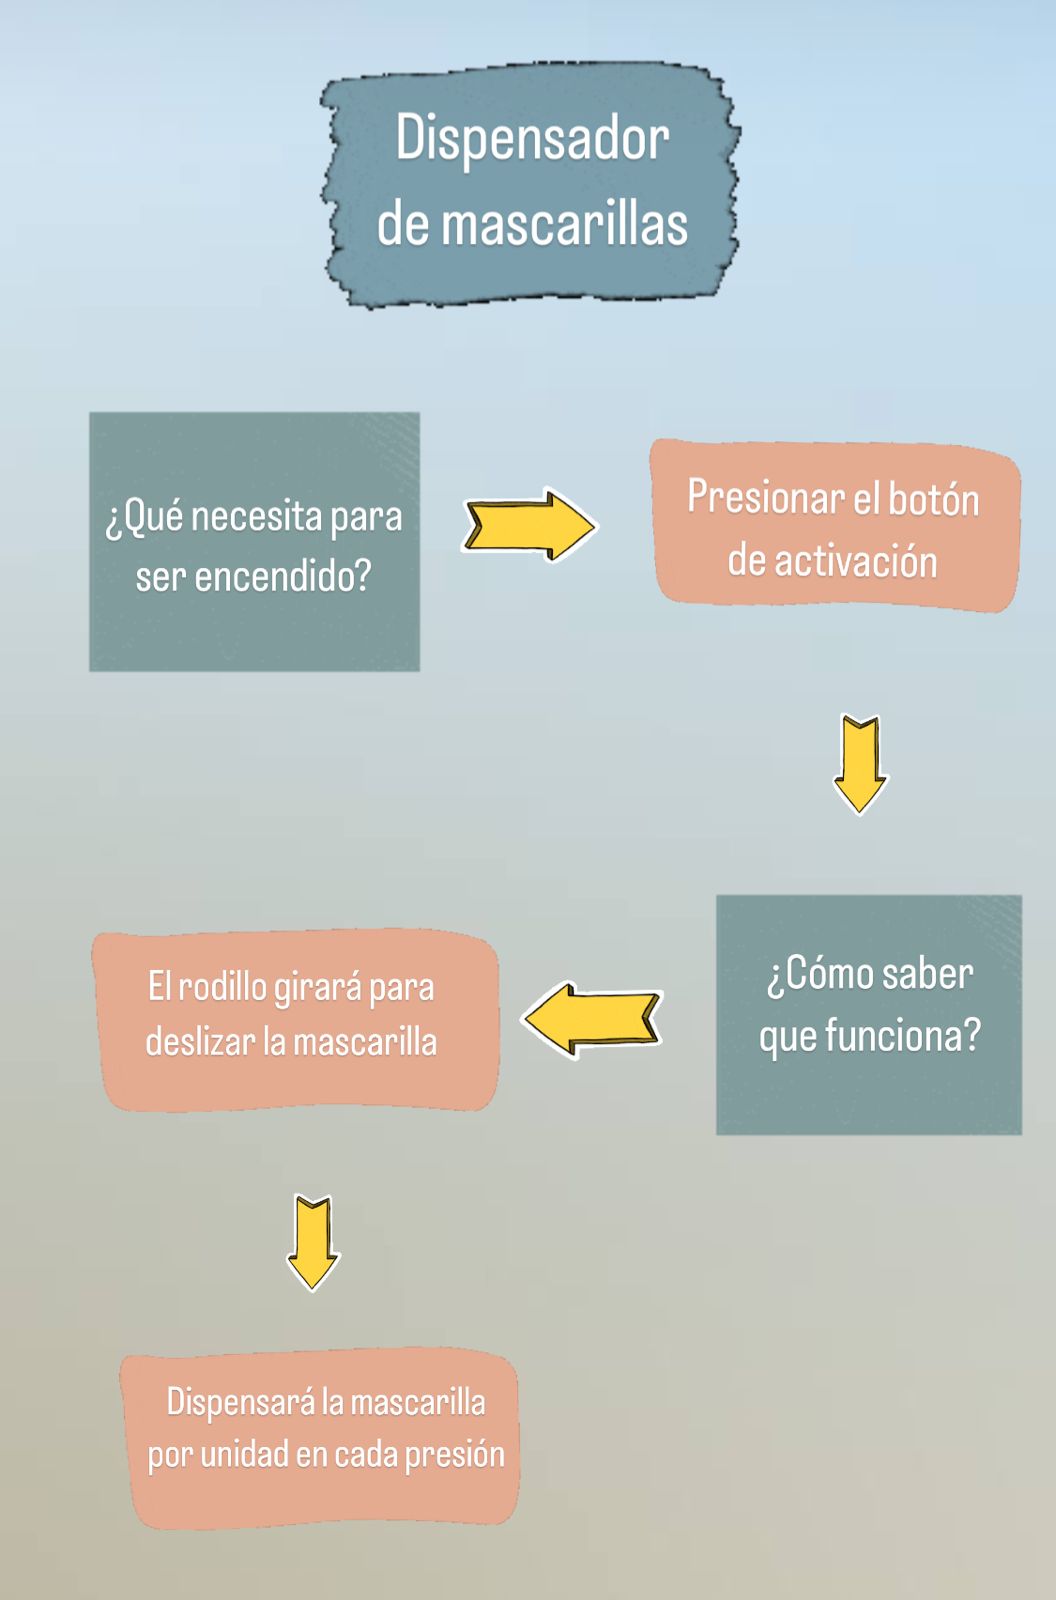 Dispensador
de mascarillas
¿Qué necesita para
ser encendido?
Presionar el botón
de activación
¿Cómo saber
que funciona?
El rodillo girará para
deslizar la mascarilla
Dispensará la mascarilla
por unidad en cada presión